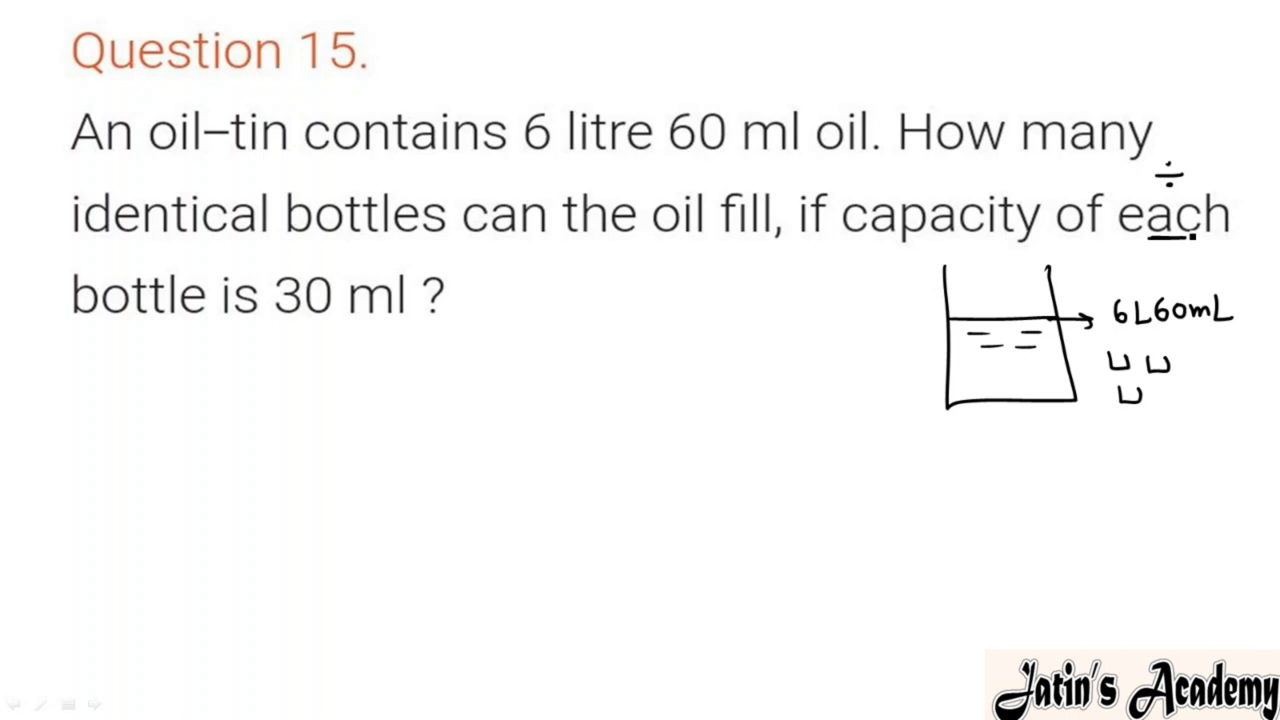 Question 15.
An oil–tin contains 6 litre 60 ml oil. How many
÷
identical bottles can the oil fill, if capacity of each
bottle is 30 ml ?
6L60mL
Jatin's Academy